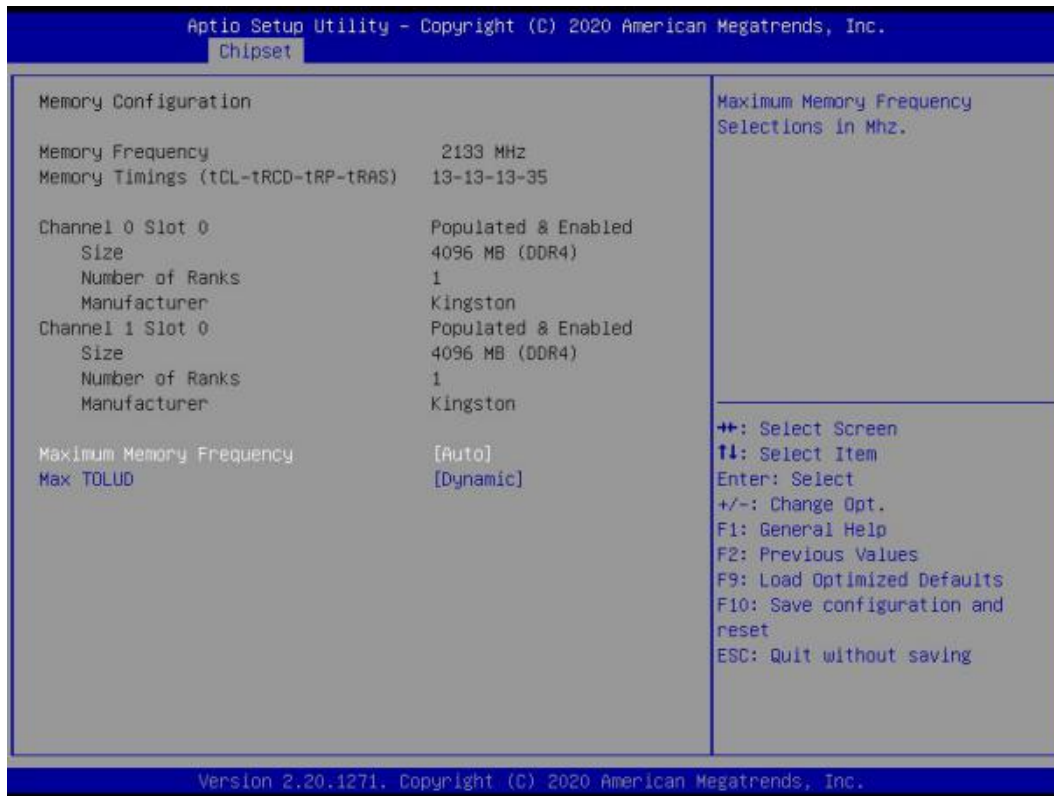 Aptio Setup Utility – Copyright (C) 2020 American Megatrends, Inc.
Chipset
Memory Configuration
Memory Frequency 2133 MHz
Memory Timings (tCL-tRCD-tRP-tRAS) 13-13-13-35
Channel 0 Slot 0 Populated & Enabled
Size 4096 MB (DDR4)
Number of Ranks 1
Manufacturer Kingston
Channel 1 Slot 0 Populated & Enabled
Size 4096 MB (DDR4)
Number of Ranks 1
Manufacturer Kingston
Maximum Memory Frequency [Auto]
Max TOLUD [Dynamic]
Maximum Memory Frequency
Selections in Mhz.
→←: Select Screen
↑↓: Select Item
Enter: Select
+/-: Change Opt.
F1: General Help
F2: Previous Values
F9: Load Optimized Defaults
F10: Save configuration and
reset
ESC: Quit without saving
Version 2.20.1271. Copyright (C) 2020 American Megatrends, Inc.